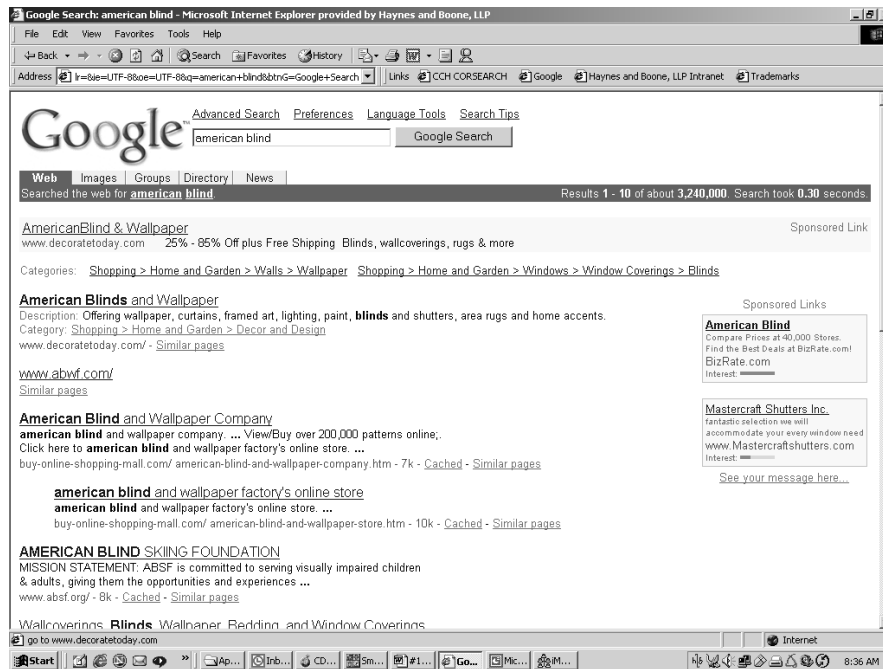 Google Search: american blind - Microsoft Internet Explorer provided by Haynes and Boone, LLP
File Edit View Favorites Tools Help
Back Search Favorites History
Address lr=&ie=UTF-8&oe=UTF-8&q=american+blind&btnG=Google+Search Links CCH CORSEARCH Google Haynes and Boone, LLP Intranet Trademarks
Google™
Advanced Search Preferences Language Tools Search Tips
american blind Google Search
Web Images Groups Directory News
Searched the web for american blind. Results 1 - 10 of about 3,240,000. Search took 0.30 seconds.
AmericanBlind & Wallpaper Sponsored Link
www.decoratetoday.com 25% - 85% Off plus Free Shipping Blinds, wallcoverings, rugs & more
Categories: Shopping > Home and Garden > Walls > Wallpaper Shopping > Home and Garden > Windows > Window Coverings > Blinds
American Blinds and Wallpaper
Description: Offering wallpaper, curtains, framed art, lighting, paint, blinds and shutters, area rugs and home accents.
Category: Shopping > Home and Garden > Decor and Design
www.decoratetoday.com/ - Similar pages
www.abwf.com/
Similar pages
American Blind and Wallpaper Company
american blind and wallpaper company. ... View/Buy over 200,000 patterns online;.
Click here to american blind and wallpaper factory's online store. ...
buy-online-shopping-mall.com/ american-blind-and-wallpaper-company.htm - 7k - Cached - Similar pages
american blind and wallpaper factory's online store
american blind and wallpaper factory's online store. ...
buy-online-shopping-mall.com/ american-blind-and-wallpaper-store.htm - 10k - Cached - Similar pages
AMERICAN BLIND SKIING FOUNDATION
MISSION STATEMENT: ABSF is committed to serving visually impaired children
& adults, giving them the opportunities and experiences ...
www.absf.org/ - 8k - Cached - Similar pages
Wallcoverings, Blinds, Wallpaper, Bedding, and Window Coverings
Sponsored Links
American Blind
Compare Prices at 40,000 Stores.
Find the Best Deals at BizRate.com!
BizRate.com
Interest:
Mastercraft Shutters Inc.
fantastic selection we will
accommodate your every window need
www.Mastercraftshutters.com
Interest:
See your message here...
go to www.decoratetoday.com Internet
Start » Ap... Inb... CD... Sm... #1... Go... Mic... iM... 8:36 AM